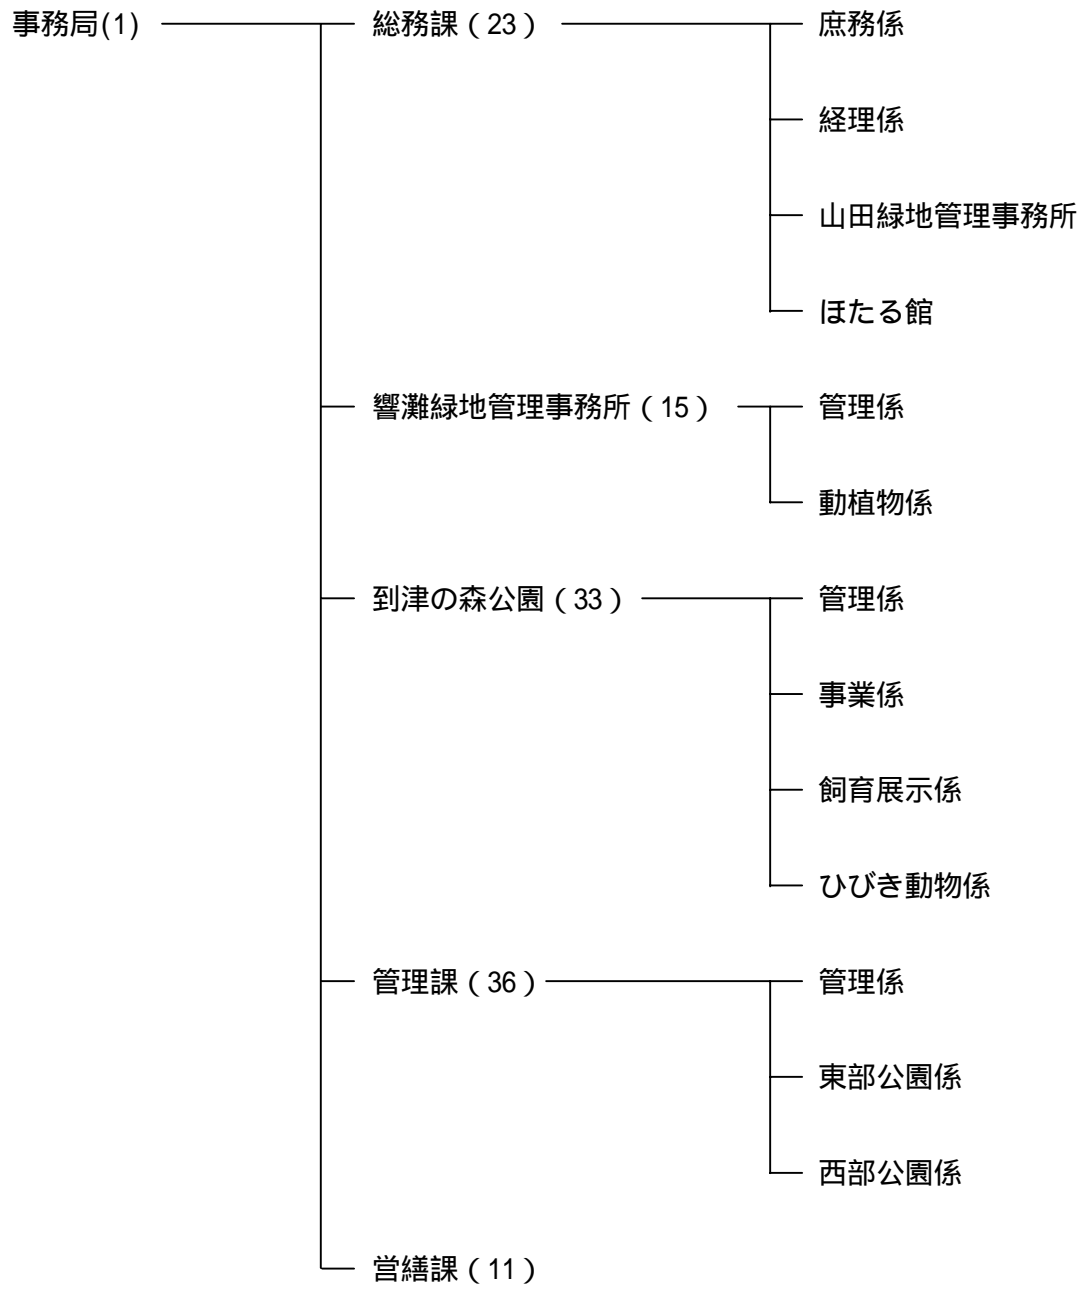 事務局(1) 総務課（23） 庶務係
経理係
山田緑地管理事務所
ほたる館
響灘緑地管理事務所（15） 管理係
動植物係
到津の森公園（33） 管理係
事業係
飼育展示係
ひびき動物係
管理課（36） 管理係
東部公園係
西部公園係
営繕課（11）